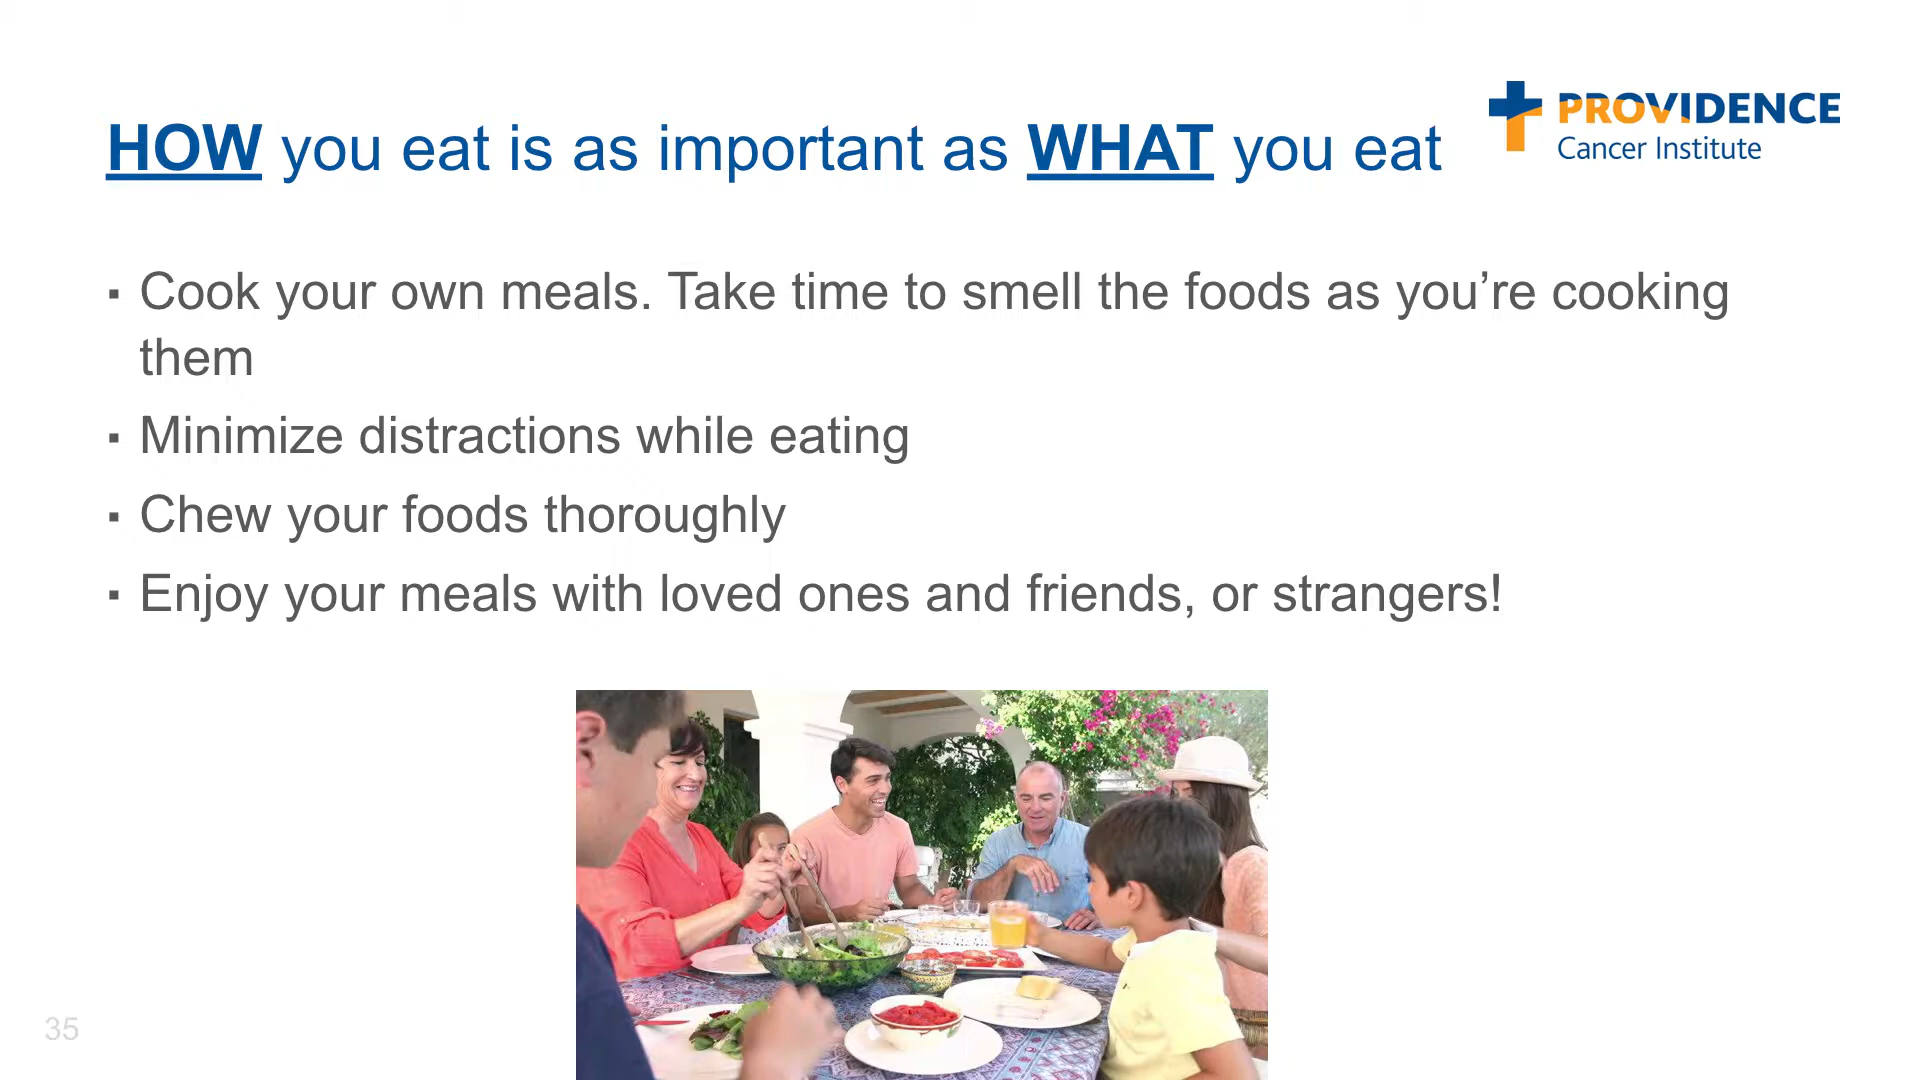 PROVIDENCE
Cancer Institute
HOW you eat is as important as WHAT you eat
▪ Cook your own meals. Take time to smell the foods as you’re cooking
them
▪ Minimize distractions while eating
▪ Chew your foods thoroughly
▪ Enjoy your meals with loved ones and friends, or strangers!
35